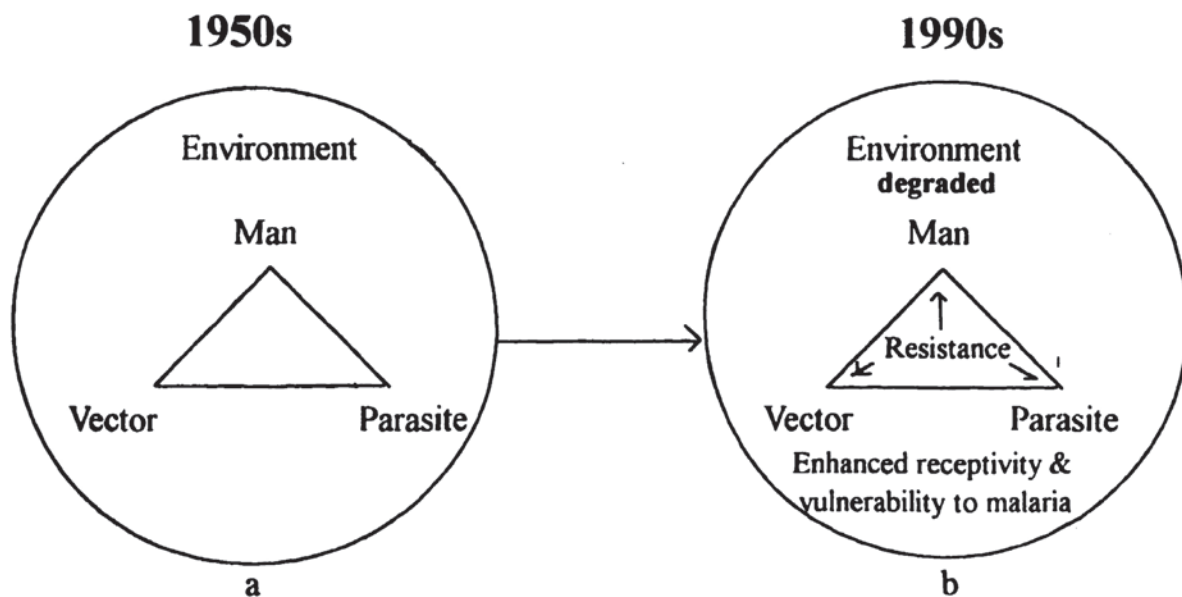 1950s
Environment
Man
Vector
Parasite
a
1990s
Environment
degraded
Man
Resistance
Vector
Parasite
Enhanced receptivity &
vulnerability to malaria
b